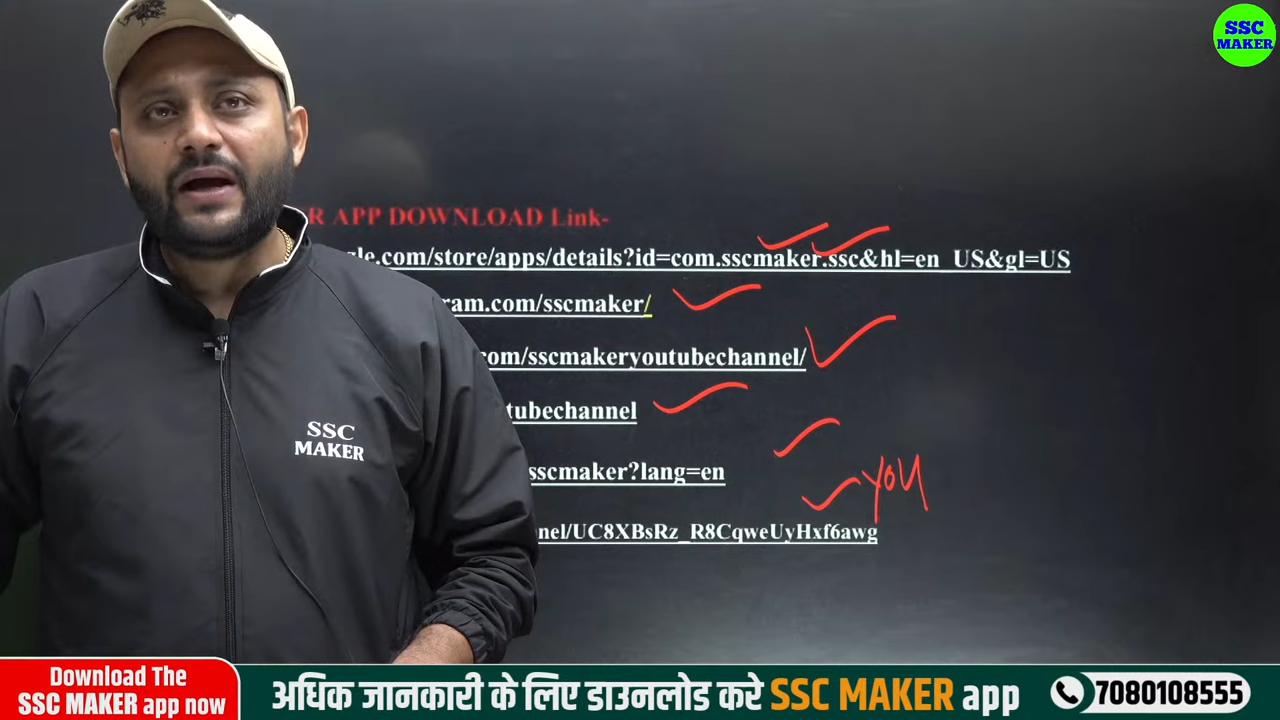 SSC
MAKER
R APP DOWNLOAD Link-
gle.com/store/apps/details?id=com.sscmaker.ssc&hl=en_US&gl=US
ram.com/sscmaker/
com/sscmakeryoutubechannel/
tubechannel
sscmaker?lang=en
you
nel/UC8XBsRz_R8CqweUyHxf6awg
SSC
MAKER
Download The
SSC MAKER app now
अधिक जानकारी के लिए डाउनलोड करे SSC MAKER app
7080108555